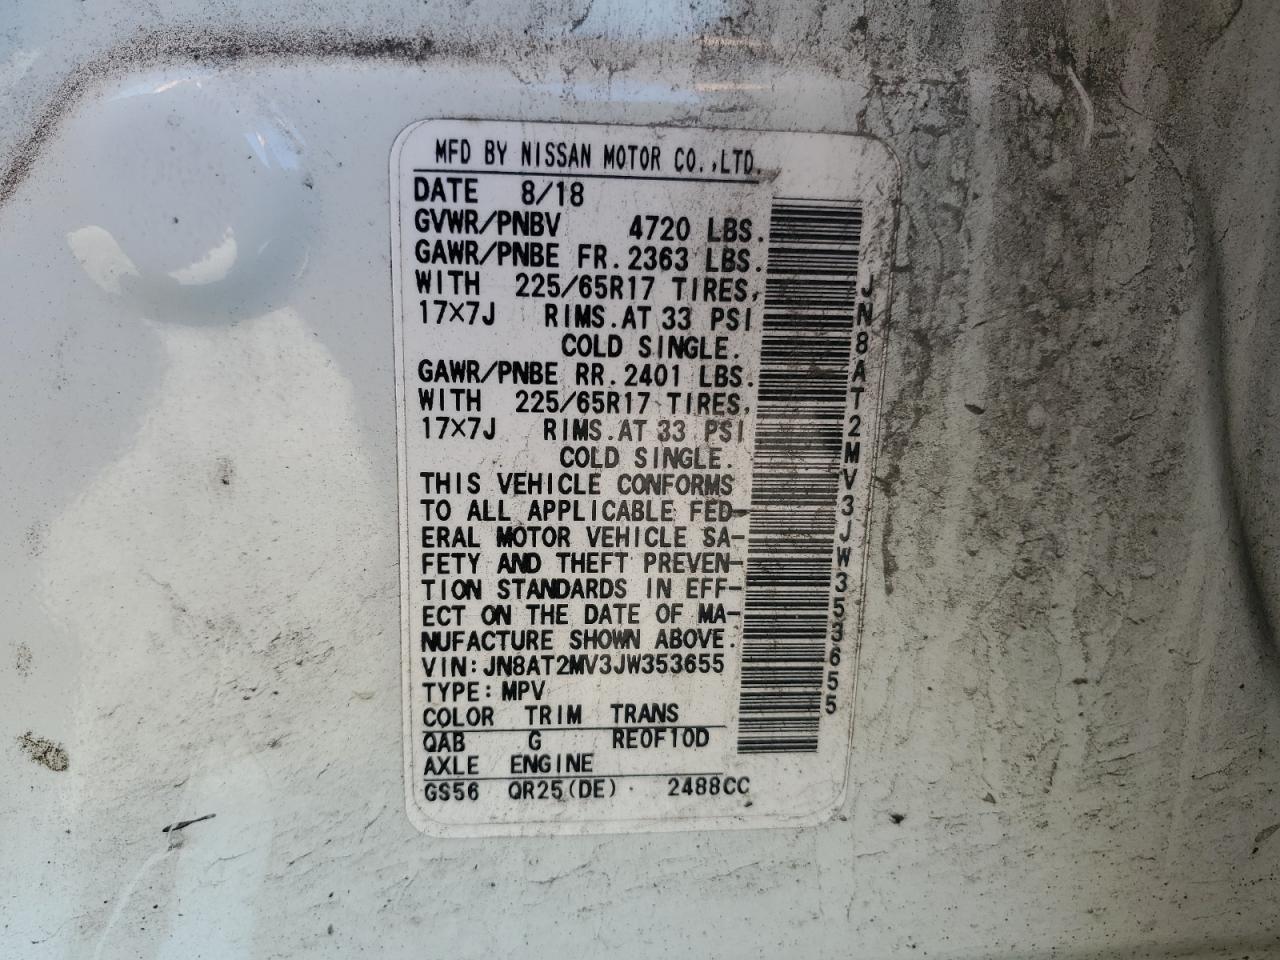 MFD BY NISSAN MOTOR CO.,LTD.
DATE 8/18
GVWR/PNBV 4720 LBS.
GAWR/PNBE FR. 2363 LBS.
WITH 225/65R17 TIRES,
17×7J RIMS.AT 33 PSI
COLD SINGLE.
GAWR/PNBE RR. 2401 LBS.
WITH 225/65R17 TIRES,
17×7J RIMS.AT 33 PSI
COLD SINGLE.
THIS VEHICLE CONFORMS
TO ALL APPLICABLE FED-
ERAL MOTOR VEHICLE SA-
FETY AND THEFT PREVEN-
TION STANDARDS IN EFF-
ECT ON THE DATE OF MA-
NUFACTURE SHOWN ABOVE.
VIN: JN8AT2MV3JW353655
TYPE: MPV
COLOR TRIM TRANS
QAB G RE0F10D
AXLE ENGINE
GS56 QR25(DE) 2488CC
JN8AT2MV3JW353655